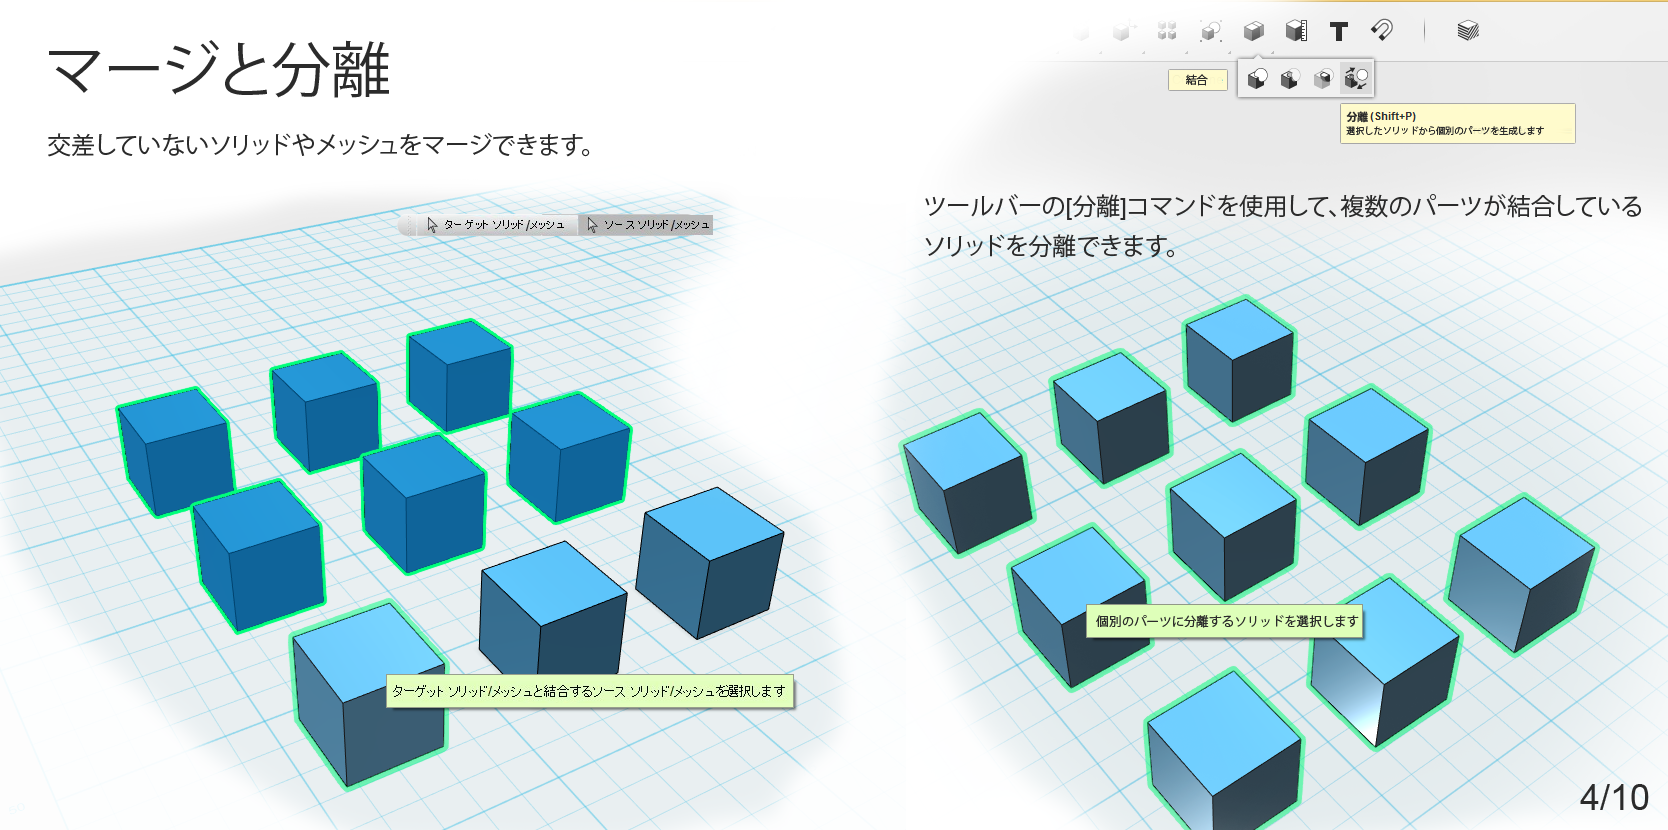 マージと分離
交差していないソリッドやメッシュをマージできます。
結合
分離 (Shift+P)
選択したソリッドから個別のパーツを生成します
ターゲット ソリッド/メッシュ
ソース ソリッド/メッシュ
ターゲット ソリッド/メッシュと結合するソース ソリッド/メッシュを選択します
ツールバーの[分離]コマンドを使用して、複数のパーツが結合している
ソリッドを分離できます。
個別のパーツに分離するソリッドを選択します
4/10